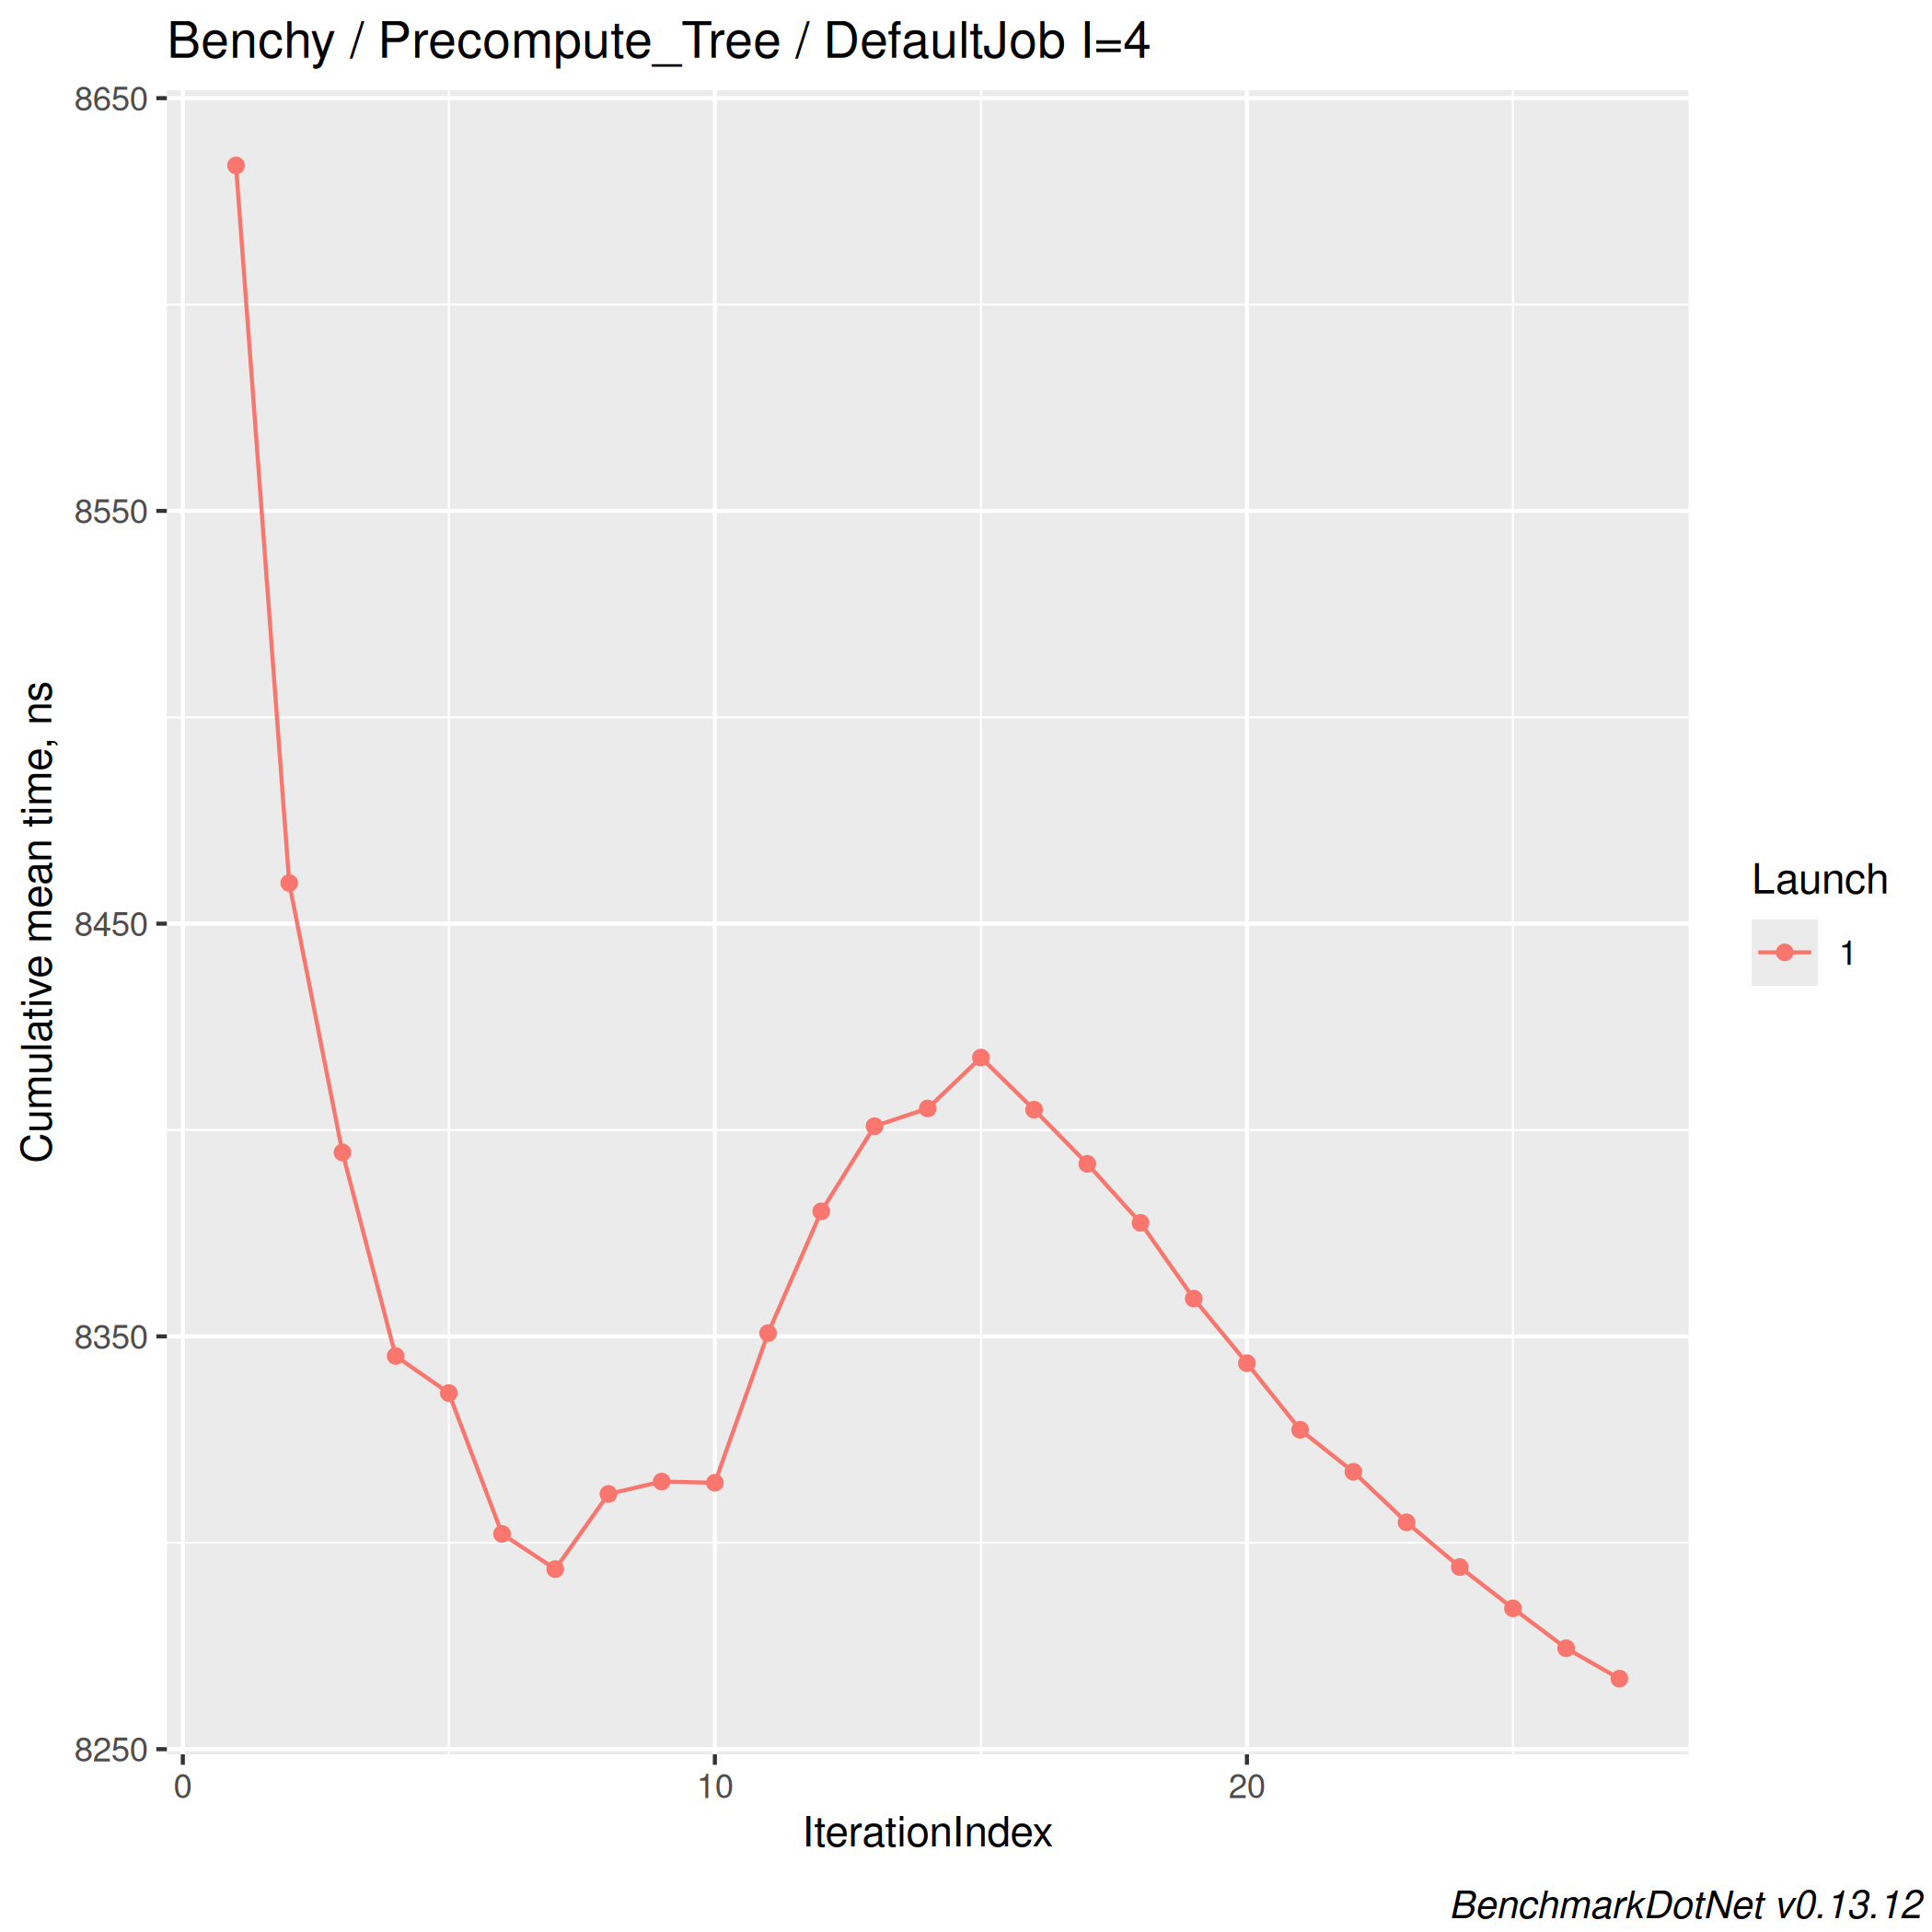 Benchy / Precompute_Tree / DefaultJob I=4
Cumulative mean time, ns
8650
8550
8450
8350
8250
0 10 20
IterationIndex
Launch
1
BenchmarkDotNet v0.13.12